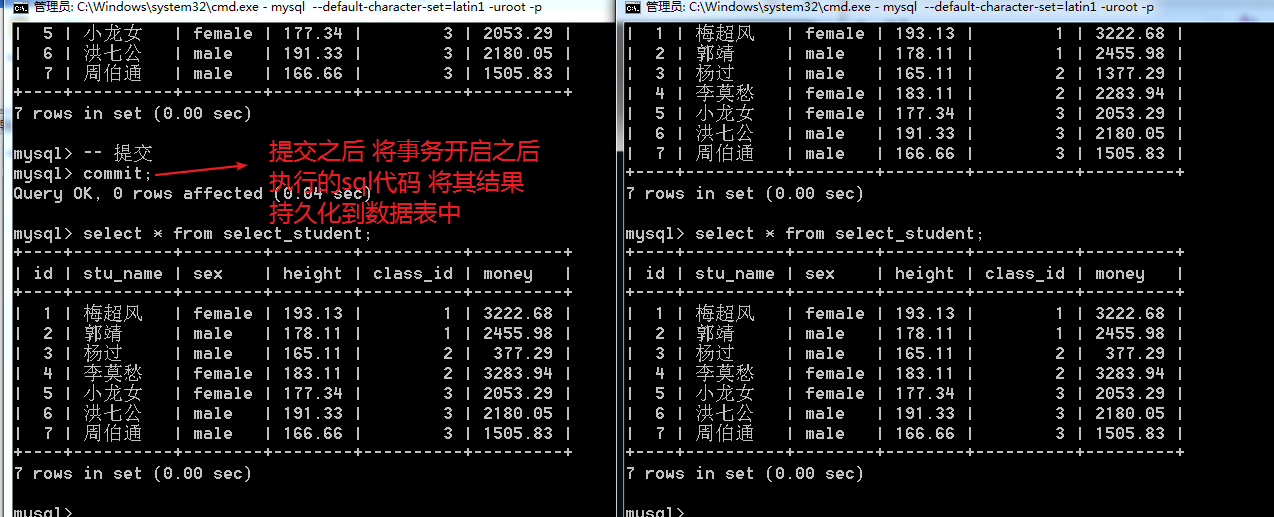 管理员: C:\Windows\system32\cmd.exe - mysql --default-character-set=latin1 -uroot -p
| 5 | 小龙女 | female | 177.34 | 3 | 2053.29 |
| 6 | 洪七公 | male | 191.33 | 3 | 2180.05 |
| 7 | 周伯通 | male | 166.66 | 3 | 1505.83 |
+----+----------+--------+--------+----------+---------+
7 rows in set (0.00 sec)
mysql> -- 提交
mysql> commit;
Query OK, 0 rows affected (0.04 sec)
提交之后 将事务开启之后
执行的sql代码 将其结果
持久化到数据表中
mysql> select * from select_student;
+----+----------+--------+--------+----------+---------+
| id | stu_name | sex | height | class_id | money |
+----+----------+--------+--------+----------+---------+
| 1 | 梅超风 | female | 193.13 | 1 | 3222.68 |
| 2 | 郭靖 | male | 178.11 | 1 | 2455.98 |
| 3 | 杨过 | male | 165.11 | 2 | 377.29 |
| 4 | 李莫愁 | female | 183.11 | 2 | 3283.94 |
| 5 | 小龙女 | female | 177.34 | 3 | 2053.29 |
| 6 | 洪七公 | male | 191.33 | 3 | 2180.05 |
| 7 | 周伯通 | male | 166.66 | 3 | 1505.83 |
+----+----------+--------+--------+----------+---------+
7 rows in set (0.00 sec)
mysql>
管理员: C:\Windows\system32\cmd.exe - mysql --default-character-set=latin1 -uroot -p
| 1 | 梅超风 | female | 193.13 | 1 | 3222.68 |
| 2 | 郭靖 | male | 178.11 | 1 | 2455.98 |
| 3 | 杨过 | male | 165.11 | 2 | 1377.29 |
| 4 | 李莫愁 | female | 183.11 | 2 | 2283.94 |
| 5 | 小龙女 | female | 177.34 | 3 | 2053.29 |
| 6 | 洪七公 | male | 191.33 | 3 | 2180.05 |
| 7 | 周伯通 | male | 166.66 | 3 | 1505.83 |
+----+----------+--------+--------+----------+---------+
7 rows in set (0.00 sec)
mysql> select * from select_student;
+----+----------+--------+--------+----------+---------+
| id | stu_name | sex | height | class_id | money |
+----+----------+--------+--------+----------+---------+
| 1 | 梅超风 | female | 193.13 | 1 | 3222.68 |
| 2 | 郭靖 | male | 178.11 | 1 | 2455.98 |
| 3 | 杨过 | male | 165.11 | 2 | 377.29 |
| 4 | 李莫愁 | female | 183.11 | 2 | 3283.94 |
| 5 | 小龙女 | female | 177.34 | 3 | 2053.29 |
| 6 | 洪七公 | male | 191.33 | 3 | 2180.05 |
| 7 | 周伯通 | male | 166.66 | 3 | 1505.83 |
+----+----------+--------+--------+----------+---------+
7 rows in set (0.00 sec)
mysql>